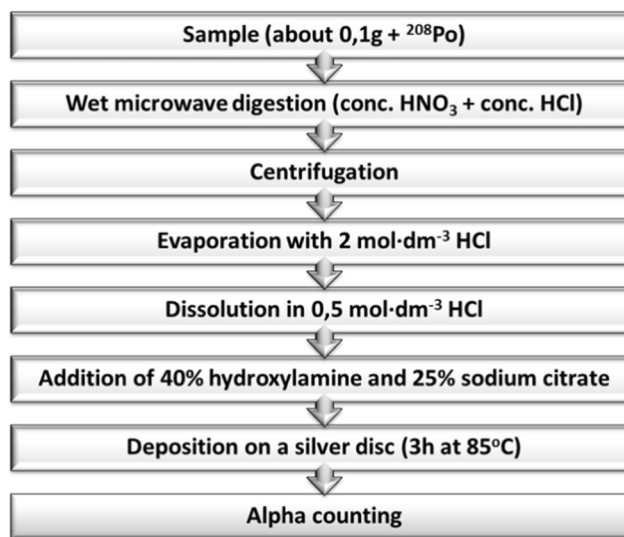 Sample (about 0,1g + ²⁰⁸Po)
Wet microwave digestion (conc. HNO₃ + conc. HCl)
Centrifugation
Evaporation with 2 mol·dm⁻³ HCl
Dissolution in 0,5 mol·dm⁻³ HCl
Addition of 40% hydroxylamine and 25% sodium citrate
Deposition on a silver disc (3h at 85°C)
Alpha counting